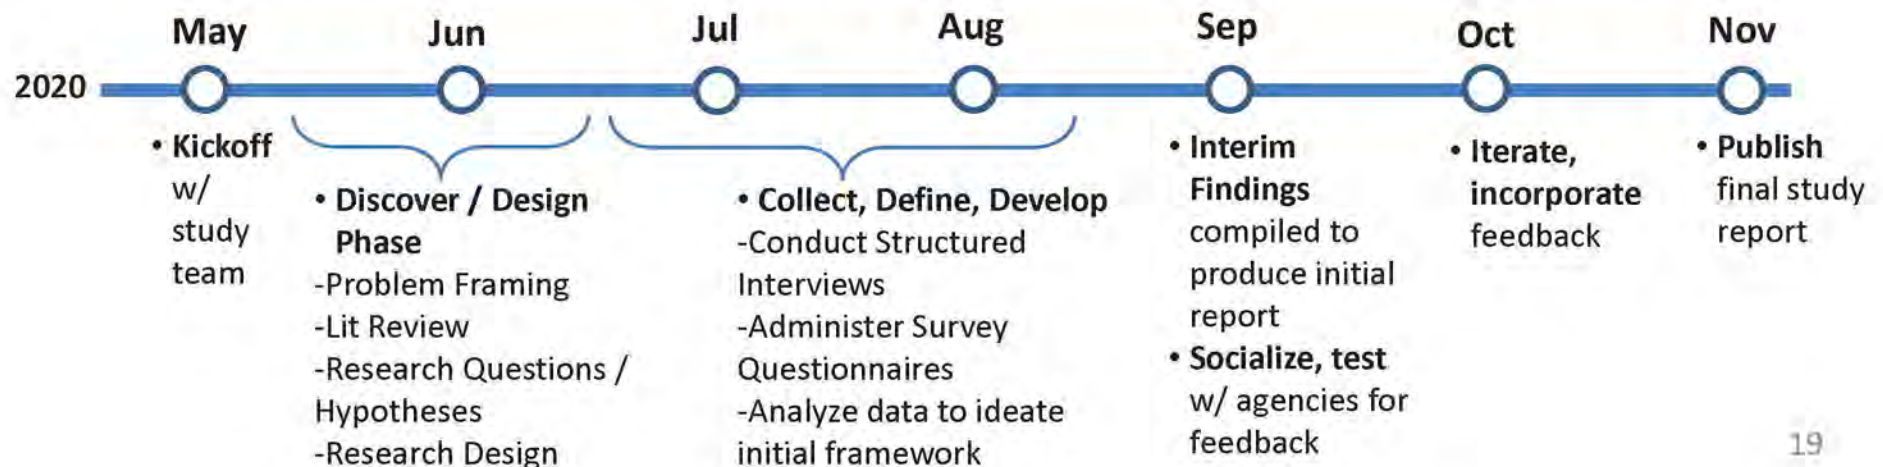 May
Jun
Jul
Aug
Sep
Oct
Nov
2020
• Kickoff
w/
study
team
• Discover / Design
Phase
-Problem Framing
-Lit Review
-Research Questions /
Hypotheses
-Research Design
• Collect, Define, Develop
-Conduct Structured
Interviews
-Administer Survey
Questionnaires
-Analyze data to ideate
initial framework
• Interim
Findings
compiled to
produce initial
report
• Socialize, test
w/ agencies for
feedback
• Iterate,
incorporate
feedback
• Publish
final study
report
19